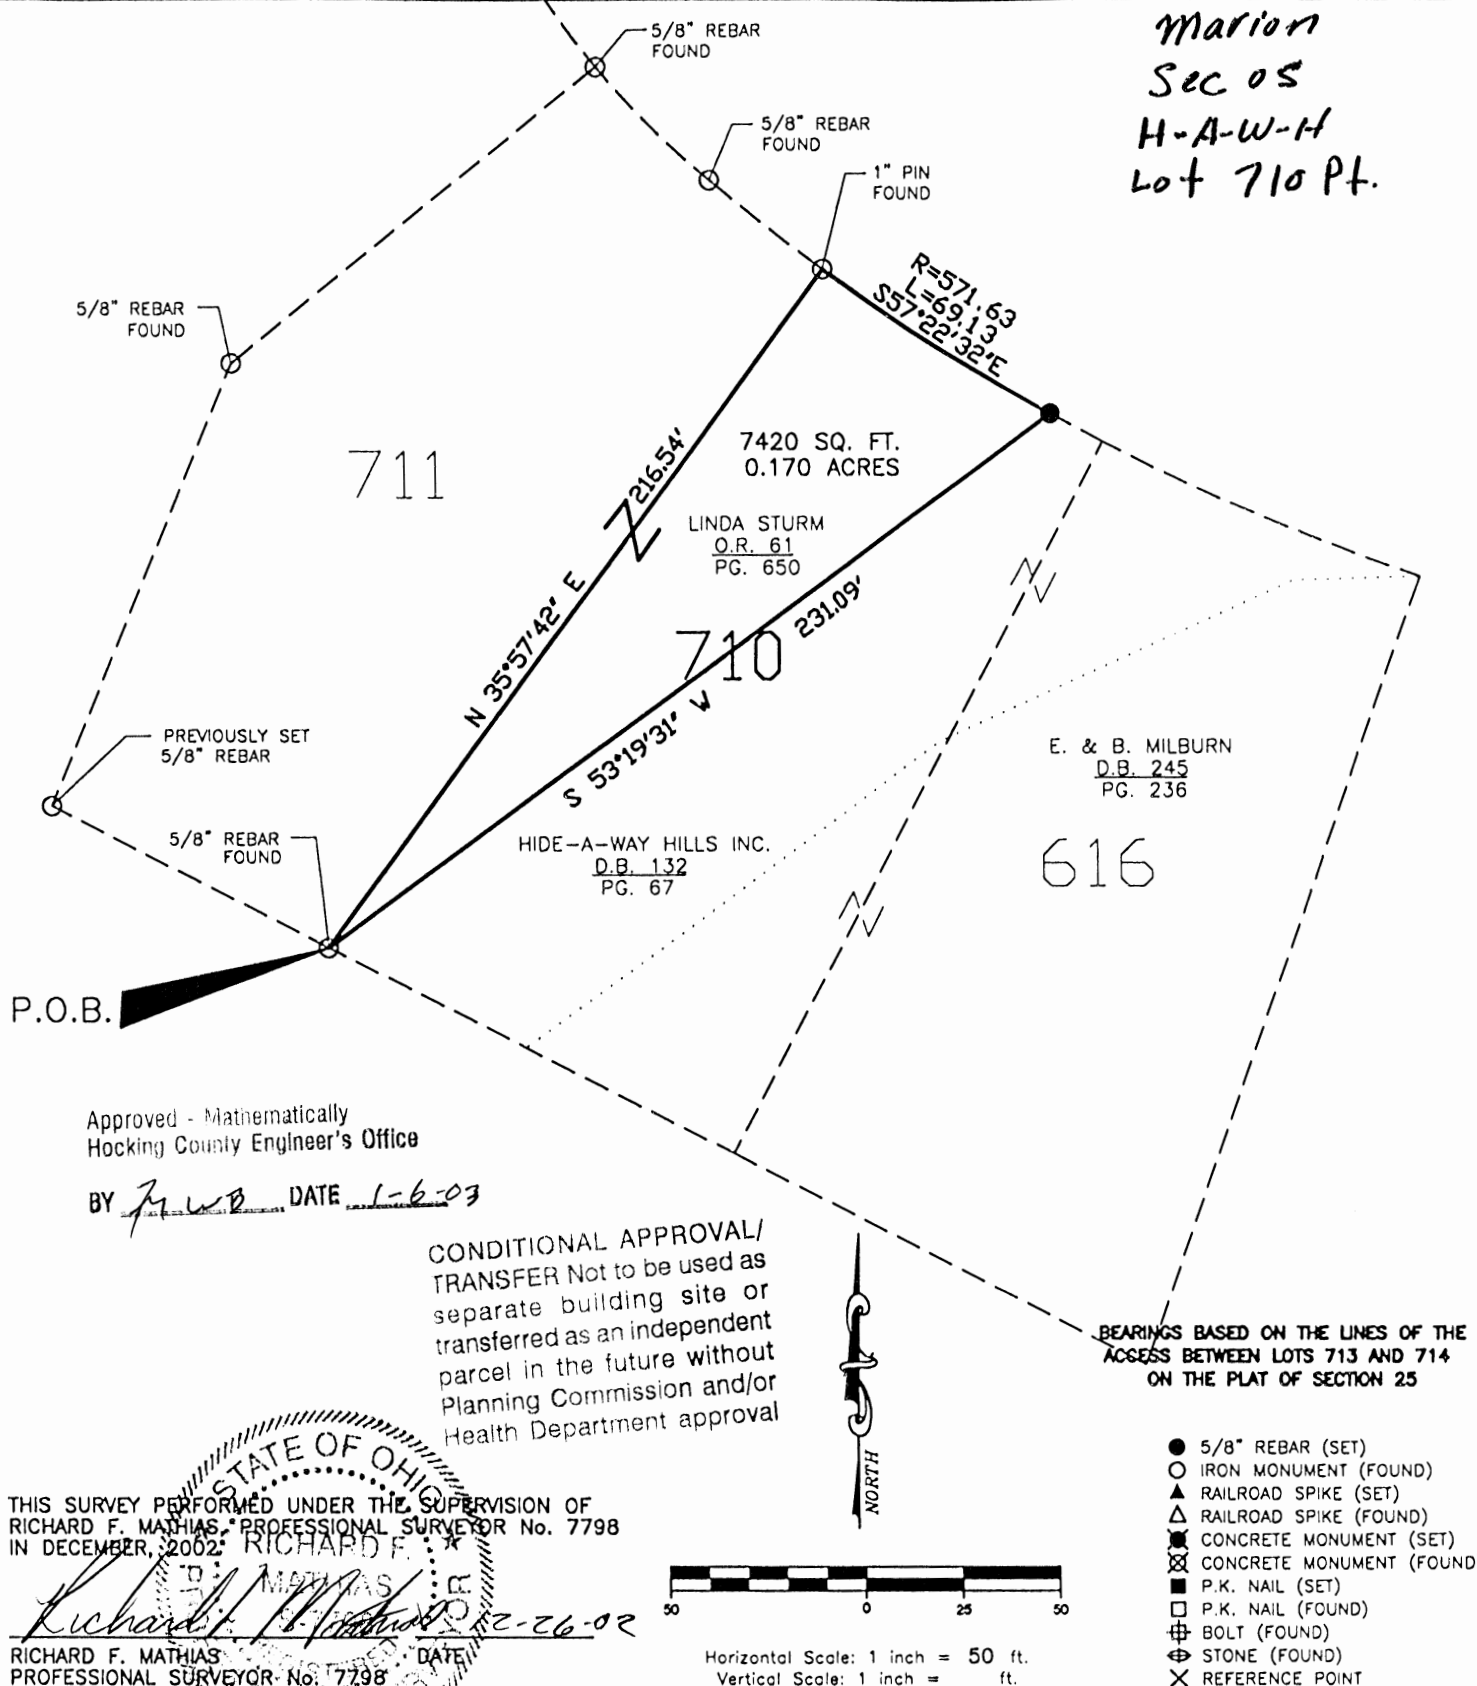 Marion
Sec 05
H-A-W-H
Lot 710 Pt.
5/8" REBAR
FOUND
5/8" REBAR
FOUND
1" PIN
FOUND
R=571.63
L=69.13
S57°22'32"E
5/8" REBAR
FOUND
711
216.54'
N 35°57'42" E
7420 SQ. FT.
0.170 ACRES
LINDA STURM
O.R. 61
PG. 650
710
231.09'
S 53°19'31" W
PREVIOUSLY SET
5/8" REBAR
5/8" REBAR
FOUND
E. & B. MILBURN
D.B. 245
PG. 236
616
HIDE-A-WAY HILLS INC.
D.B. 132
PG. 67
P.O.B.
Approved - Mathematically
Hocking County Engineer's Office
BY DATE 1-6-03
CONDITIONAL APPROVAL/
TRANSFER Not to be used as
separate building site or
transferred as an independent
parcel in the future without
Planning Commission and/or
Health Department approval
NORTH
BEARINGS BASED ON THE LINES OF THE
ACCESS BETWEEN LOTS 713 AND 714
ON THE PLAT OF SECTION 25
5/8" REBAR (SET)
IRON MONUMENT (FOUND)
RAILROAD SPIKE (SET)
RAILROAD SPIKE (FOUND)
CONCRETE MONUMENT (SET)
CONCRETE MONUMENT (FOUND
P.K. NAIL (SET)
P.K. NAIL (FOUND)
BOLT (FOUND)
STONE (FOUND)
REFERENCE POINT
STATE OF OHIO
RICHARD F.
MATHIAS
THIS SURVEY PERFORMED UNDER THE SUPERVISION OF
RICHARD F. MATHIAS, PROFESSIONAL SURVEYOR No. 7798
IN DECEMBER, 2002.
Richard F. Mathias 12-26-02
RICHARD F. MATHIAS DATE
PROFESSIONAL SURVEYOR No. 7798
50 0 25 50
Horizontal Scale: 1 inch = 50 ft.
Vertical Scale: 1 inch = ft.